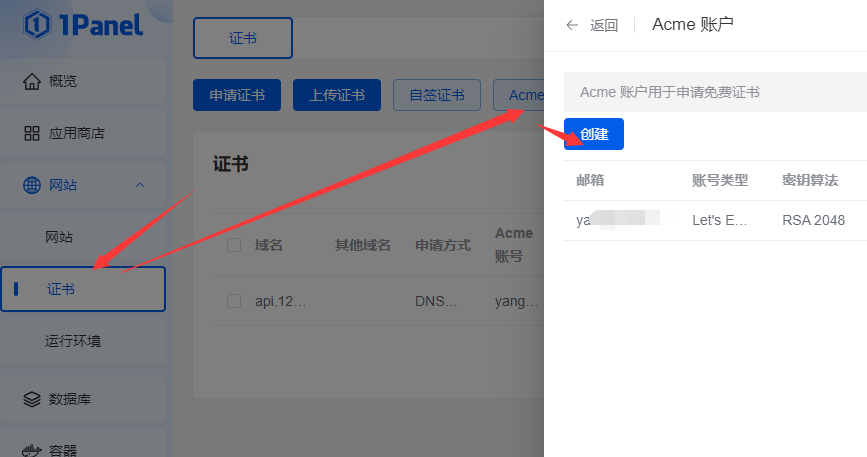 1Panel
概览
应用商店
网站
网站
证书
运行环境
数据库
容器
证书
申请证书
上传证书
自签证书
Acme
证书
域名
其他域名
申请方式
Acme
账号
api.12...
DNS...
yang...
返回
Acme 账户
Acme 账户用于申请免费证书
创建
邮箱
账号类型
密钥算法
ya
Let's E...
RSA 2048